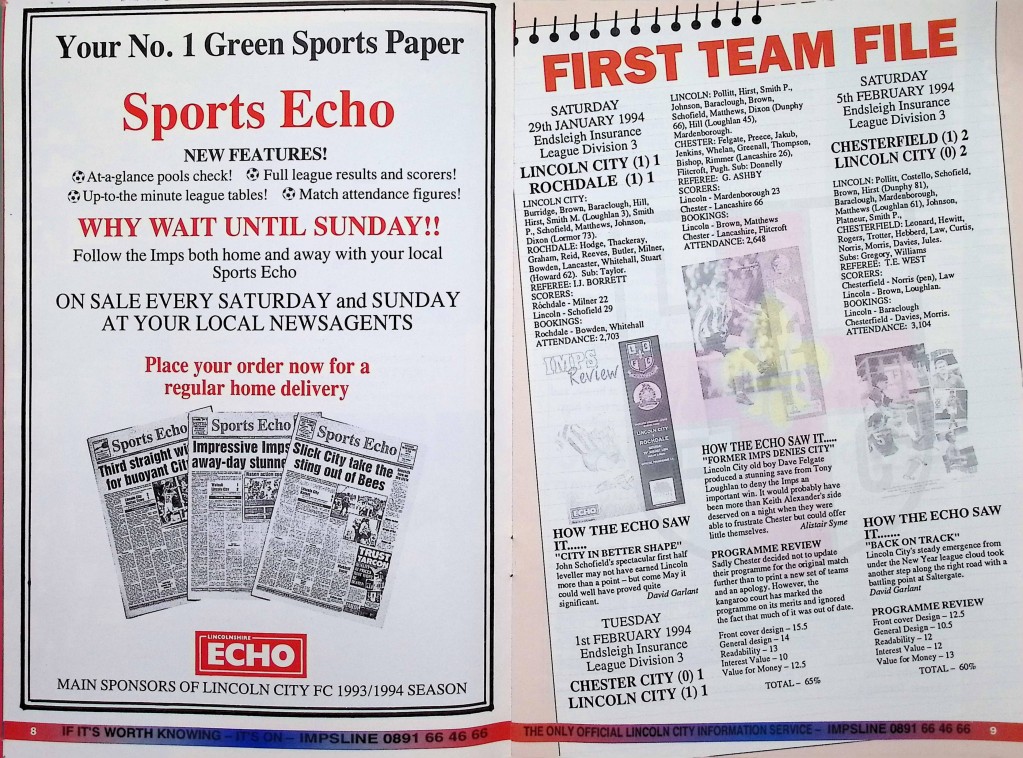 Your No. 1 Green Sports Paper
Sports Echo
NEW FEATURES!
At-a-glance pools check! Full league results and scorers!
Up-to-the minute league tables! Match attendance figures!
WHY WAIT UNTIL SUNDAY!!
Follow the Imps both home and away with your local
Sports Echo
ON SALE EVERY SATURDAY and SUNDAY
AT YOUR LOCAL NEWSAGENTS
Place your order now for a
regular home delivery
Sports Echo
Third straight wi
for buoyant Cit
Sports Echo
Impressive Imps
away-day stunne
Sports Echo
Slick City take the
sting out of Bees
TRUST
LINCOLNSHIRE
ECHO
MAIN SPONSORS OF LINCOLN CITY FC 1993/1994 SEASON
8 IF IT'S WORTH KNOWING – IT'S ON – IMPSLINE 0891 66 46 66
FIRST TEAM FILE
SATURDAY
29th JANUARY 1994
Endsleigh Insurance
League Division 3
LINCOLN CITY (1) 1
ROCHDALE (1) 1
LINCOLN CITY:
Burridge, Brown, Baraclough, Hill,
Hirst, Smith M. (Loughlan 3), Smith
P., Schofield, Matthews, Johnson,
Dixon (Lormor 73).
ROCHDALE: Hodge, Thackeray,
Graham, Reid, Reeves, Butler, Milner,
Bowden, Lancaster, Whitehall, Stuart
(Howard 62). Sub: Taylor.
REFEREE: I.J. BORRETT
SCORERS:
Rochdale - Milner 22
Lincoln - Schofield 29
BOOKINGS:
Rochdale - Bowden, Whitehall
ATTENDANCE: 2,703
IMPS
Review
LINCOLN CITY
ROCHDALE
ECHO
HOW THE ECHO SAW
IT......
"CITY IN BETTER SHAPE"
John Schofield's spectacular first half
leveller may not have earned Lincoln
more than a point – but come May it
could well have proved quite
significant.
David Garlant
TUESDAY
1st FEBRUARY 1994
Endsleigh Insurance
League Division 3
CHESTER CITY (0) 1
LINCOLN CITY (1) 1
LINCOLN: Pollitt, Hirst, Smith P.,
Johnson, Baraclough, Brown,
Schofield, Matthews, Dixon (Dunphy
66), Hill (Loughlan 45),
Mardenborough.
CHESTER: Felgate, Preece, Jakub,
Jenkins, Whelan, Greenall, Thompson,
Bishop, Rimmer (Lancashire 26),
Flitcroft, Pugh. Sub: Donnelly
REFEREE: G. ASHBY
SCORERS:
Lincoln - Mardenborough 23
Chester - Lancashire 66
BOOKINGS:
Lincoln - Brown, Matthews
Chester - Lancashire, Flitcroft
ATTENDANCE: 2,648
HOW THE ECHO SAW IT.....
"FORMER IMPS DENIES CITY"
Lincoln City old boy Dave Felgate
produced a stunning save from Tony
Loughlan to deny the Imps an
important win. It would probably have
been more than Keith Alexander's side
deserved on a night when they were
able to frustrate Chester but could offer
little themselves.
Alistair Syme
PROGRAMME REVIEW
Sadly Chester decided not to update
their programme for the original match
further than to print a new set of teams
and an apology. However, the
kangaroo court has marked the
programme on its merits and ignored
the fact that much of it was out of date.
Front cover design – 15.5
General design – 14
Readability – 13
Interest Value – 10
Value for Money – 12.5
TOTAL – 65%
SATURDAY
5th FEBRUARY 1994
Endsleigh Insurance
League Division 3
CHESTERFIELD (1) 2
LINCOLN CITY (0) 2
LINCOLN: Pollitt, Costello, Schofield,
Brown, Hirst (Dunphy 81),
Baraclough, Mardenborough,
Matthews (Loughlan 61), Johnson,
Platneur, Smith P.,
CHESTERFIELD: Leonard, Hewitt,
Rogers, Trotter, Hebberd, Law, Curtis,
Norris, Morris, Davies, Jules.
Subs: Gregory, Williams
REFEREE: T.E. WEST
SCORERS:
Chesterfield - Norris (pen), Law
Lincoln - Brown, Loughlan.
BOOKINGS:
Lincoln - Baraclough
Chesterfield - Davies, Morris.
ATTENDANCE: 3,104
HOW THE ECHO SAW
IT.......
"BACK ON TRACK"
Lincoln City's steady emergence from
under the New Year league cloud took
another step along the right road with a
battling point at Saltergate.
David Garlant
PROGRAMME REVIEW
Front cover Design – 12.5
General Design – 10.5
Readability – 12
Interest Value – 12
Value for Money – 13
TOTAL – 60%
THE ONLY OFFICIAL LINCOLN CITY INFORMATION SERVICE – IMPSLINE 0891 66 46 66 9